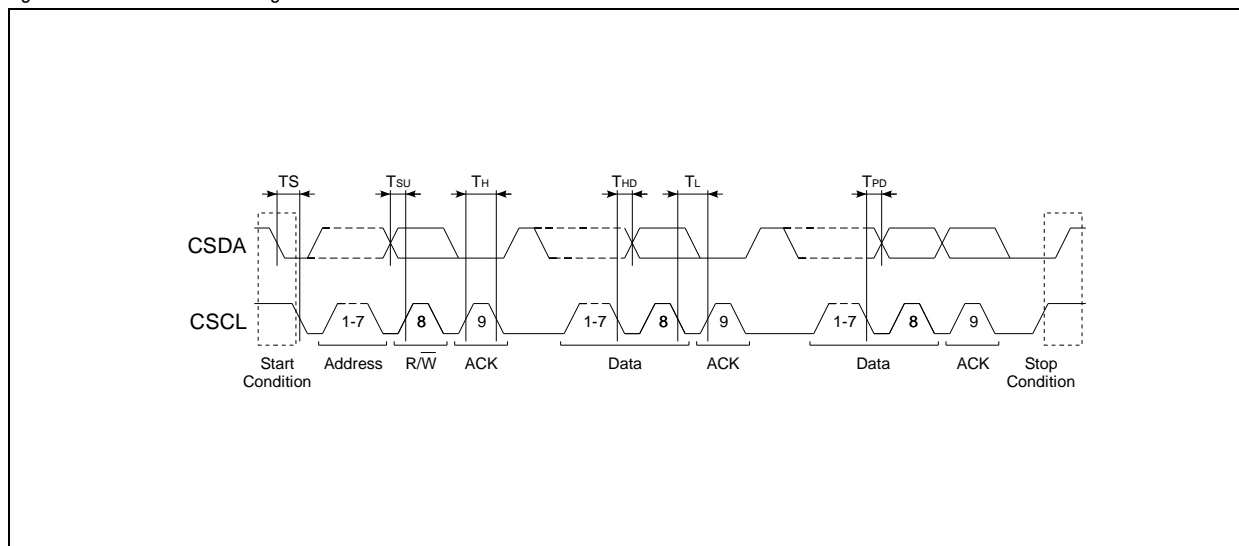 TS TSU TH THD TL TPD
CSDA
CSCL 1-7 8 9 1-7 8 9 1-7 8 9
Start Condition Address R/W̅ ACK Data ACK Data ACK Stop Condition